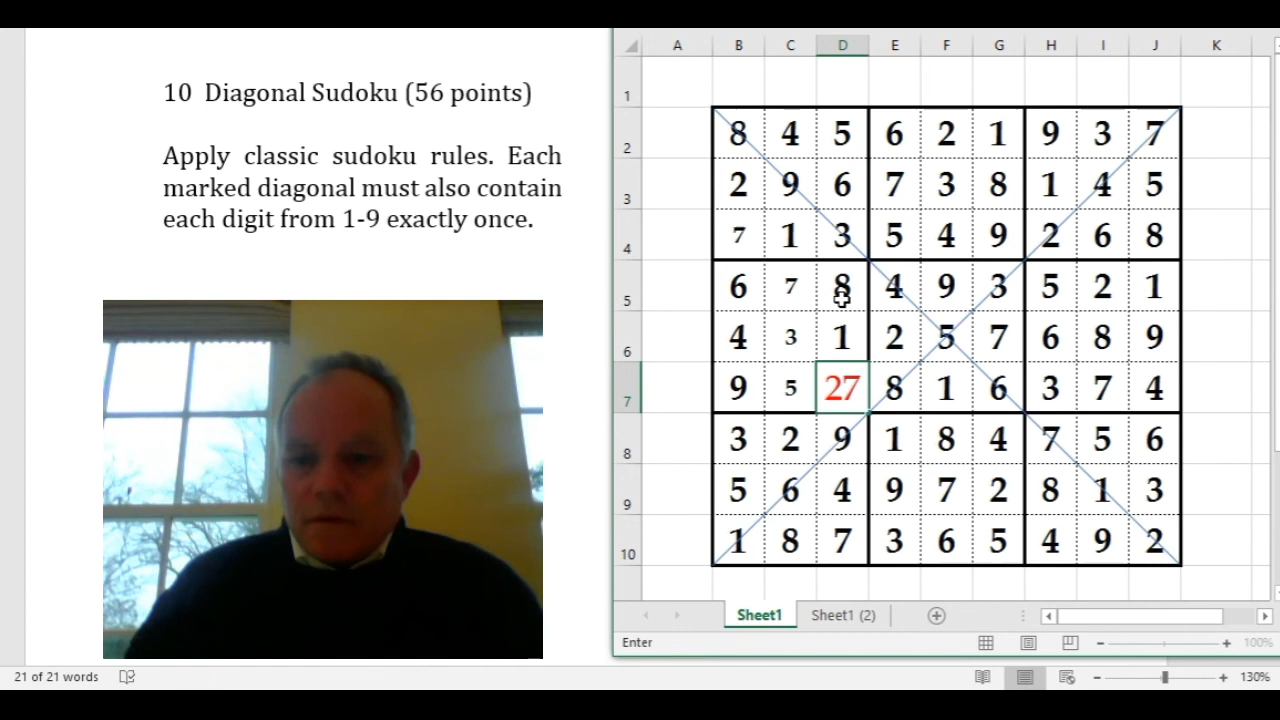 10 Diagonal Sudoku (56 points)
Apply classic sudoku rules. Each
marked diagonal must also contain
each digit from 1-9 exactly once.
A B C D E F G H I J K
1
2 8 4 5 6 2 1 9 3 7
3 2 9 6 7 3 8 1 4 5
4 7 1 3 5 4 9 2 6 8
5 6 7 8 4 9 3 5 2 1
6 4 3 1 2 5 7 6 8 9
7 9 5 27 8 1 6 3 7 4
8 3 2 9 1 8 4 7 5 6
9 5 6 4 9 7 2 8 1 3
10 1 8 7 3 6 5 4 9 2
Sheet1 Sheet1 (2)
Enter 100%
21 of 21 words 130%